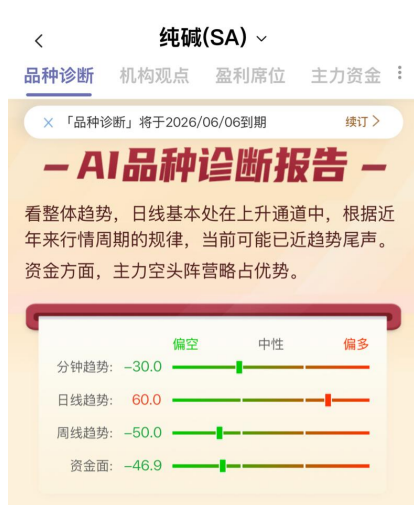 纯碱(SA)
品种诊断 机构观点 盈利席位 主力资金
「品种诊断」将于2026/06/06到期 续订
AI品种诊断报告
看整体趋势，日线基本处在上升通道中，根据近
年来行情周期的规律，当前可能已近趋势尾声。
资金方面，主力空头阵营略占优势。
偏空 中性 偏多
分钟趋势: -30.0
日线趋势: 60.0
周线趋势: -50.0
资金面: -46.9